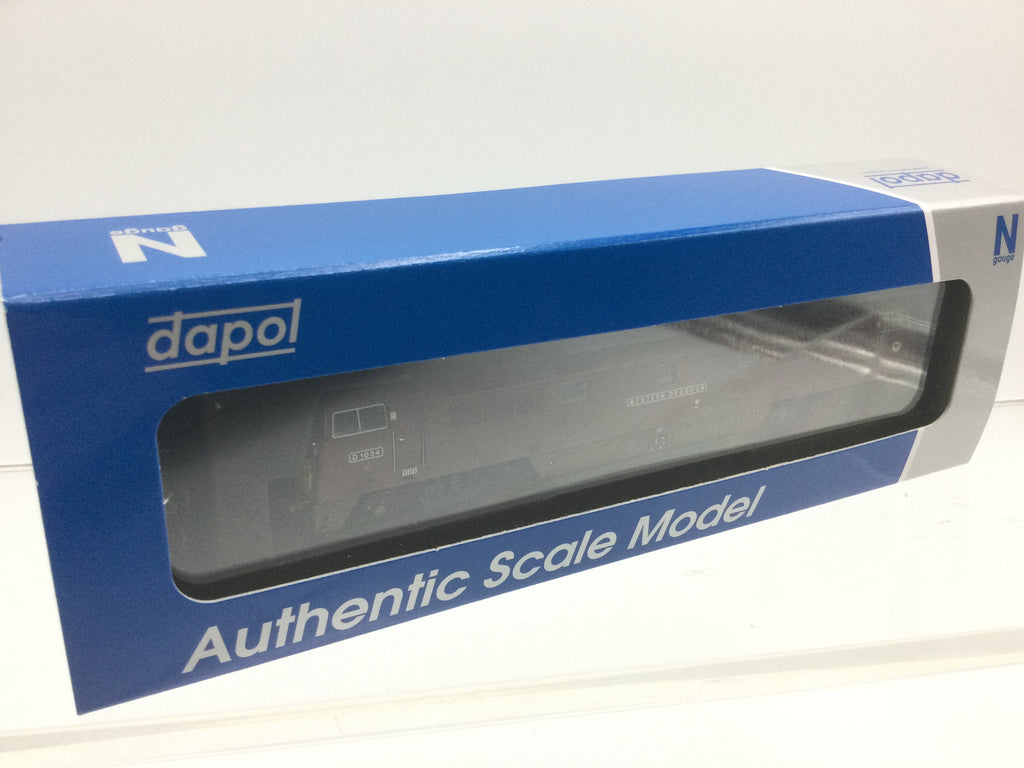 N
gauge
dapol
N
gauge
dapol
D1034
WESTERN DRAGOON
Authentic Scale Model